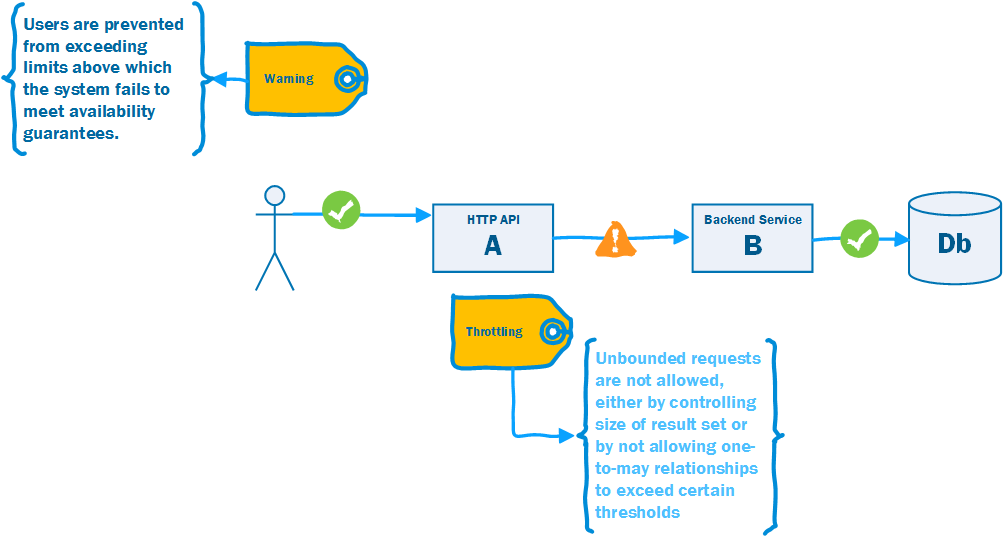 Users are prevented
from exceeding
limits above which
the system fails to
meet availability
guarantees.
Warning
HTTP API
A
Backend Service
B
Db
Throttling
Unbounded requests
are not allowed,
either by controlling
size of result set or
by not allowing one-
to-may relationships
to exceed certain
thresholds